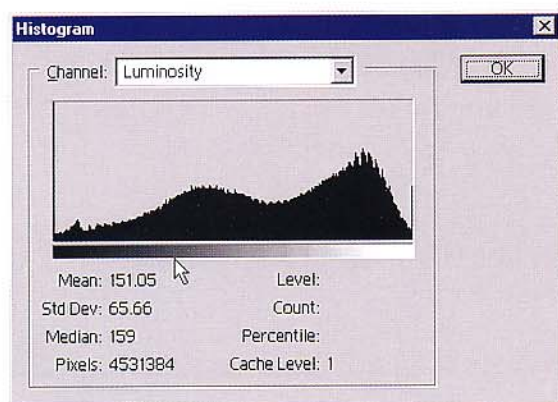 Histogram
Channel: Luminosity
OK
Mean: 151.05 Level:
Std Dev: 65.66 Count:
Median: 159 Percentile:
Pixels: 4531384 Cache Level: 1